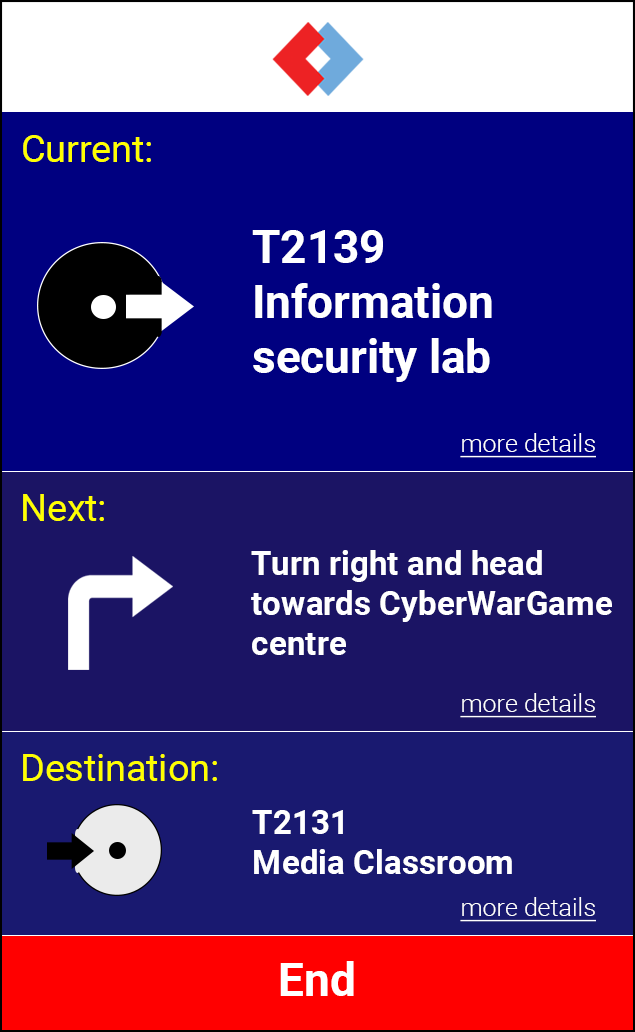 Current:
T2139
Information
security lab
more details
Next:
Turn right and head
towards CyberWarGame
centre
more details
Destination:
T2131
Media Classroom
more details
End